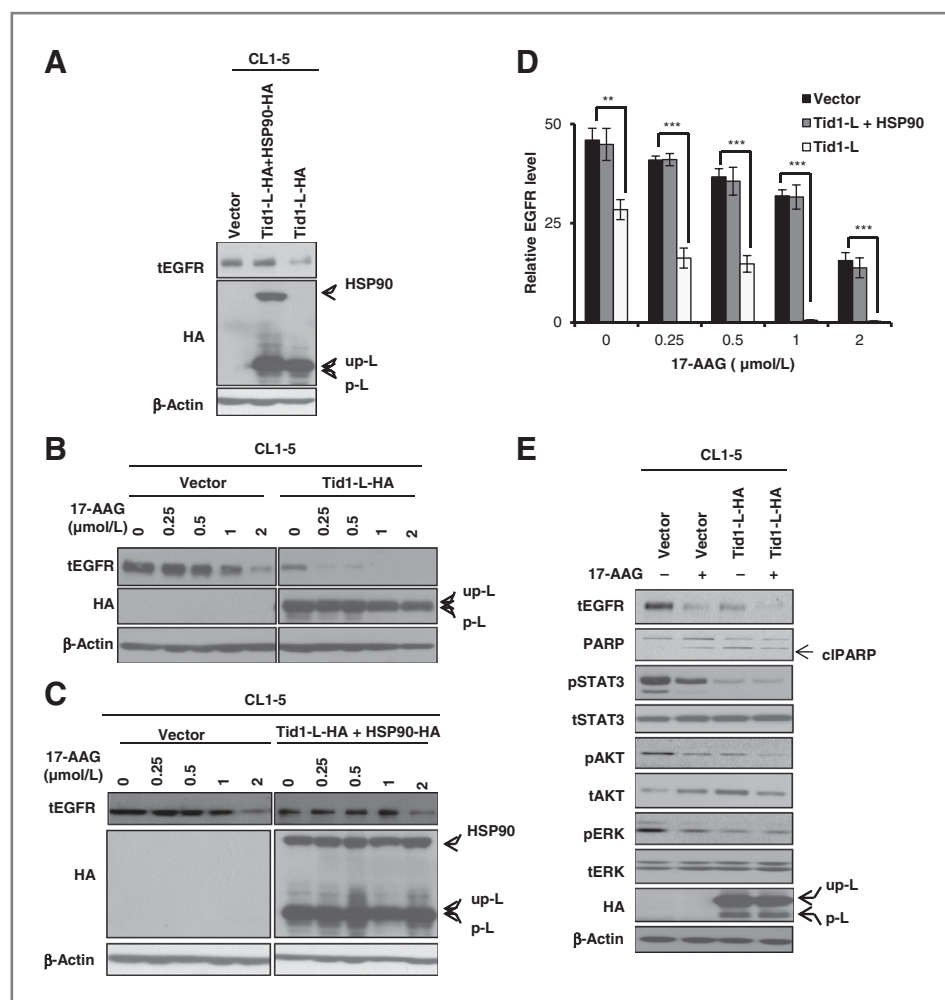 A
CL1-5
Vector
Tid1-L-HA+HSP90-HA
Tid1-L-HA
tEGFR
HSP90
HA
up-L
p-L
β-Actin
B
CL1-5
Vector Tid1-L-HA
17-AAG
(µmol/L)
0 0.25 0.5 1 2 0 0.25 0.5 1 2
tEGFR
HA
up-L
p-L
β-Actin
C
CL1-5
Vector Tid1-L-HA + HSP90-HA
17-AAG
(µmol/L)
0 0.25 0.5 1 2 0 0.25 0.5 1 2
tEGFR
HSP90
HA
up-L
p-L
β-Actin
D
Vector
Tid1-L + HSP90
Tid1-L
** *** *** *** ***
Relative EGFR level
50
25
0
0 0.25 0.5 1 2
17-AAG ( µmol/L)
E
CL1-5
Vector
Vector
Tid1-L-HA
Tid1-L-HA
17-AAG – + – +
tEGFR
PARP
clPARP
pSTAT3
tSTAT3
pAKT
tAKT
pERK
tERK
HA
up-L
p-L
β-Actin